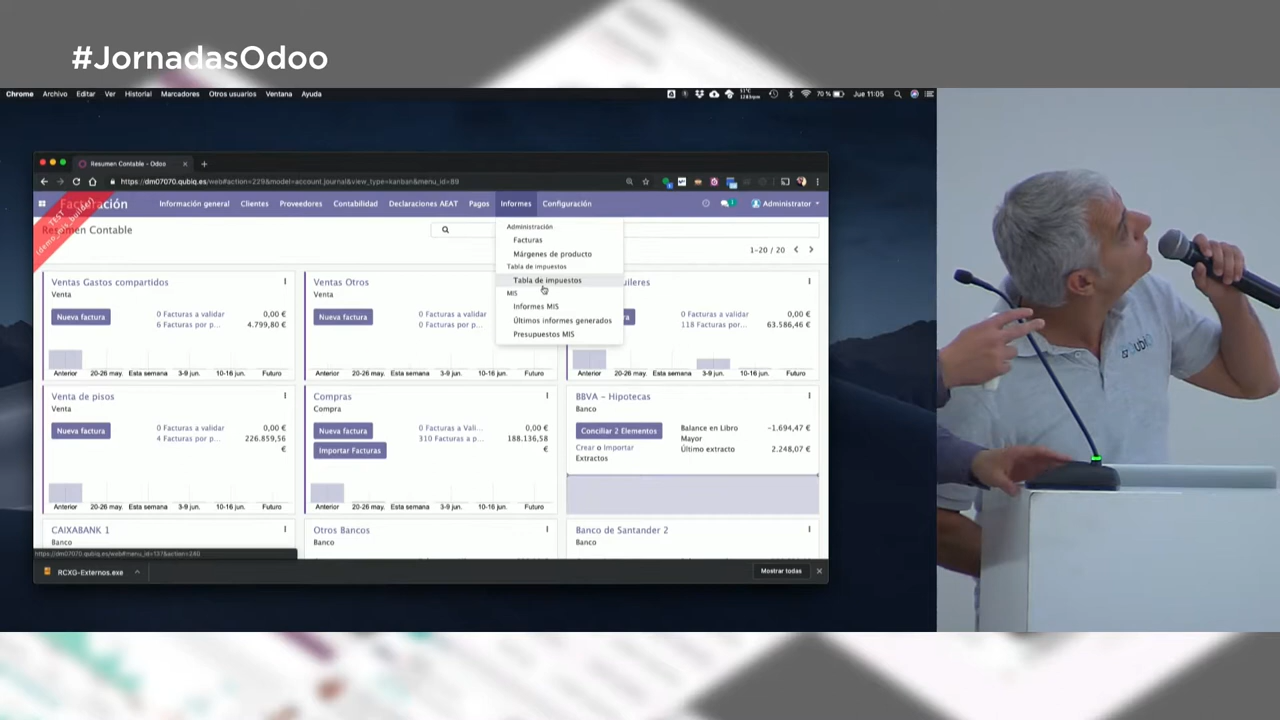 #JornadasOdoo
Chrome Archivo Editar Ver Historial Marcadores Otros usuarios Ventana Ayuda
70 % Jue 11:05
Resumen Contable - Odoo
https://dm07070.qubiq.es/web#action=229&model=account.journal&view_type=kanban&menu_id=89
Facturación Información general Clientes Proveedores Contabilidad Declaraciones AEAT Pagos Informes Configuración 1 Administrator
TEST
Resumen Contable
1-20 / 20
Administración
Facturas
Márgenes de producto
Tabla de impuestos
Tabla de impuestos
MIS
Informes MIS
Últimos informes generados
Presupuestos MIS
Ventas Gastos compartidos
Venta
Nueva factura
0 Facturas a validar 0,00 €
6 Facturas por p... 4.799,80 €
Anterior 20-26 may. Esta semana 3-9 jun. 10-16 jun. Futuro
Ventas Otros
Venta
Nueva factura
0 Facturas a validar
0 Facturas por p...
Anterior 20-26 may. Esta semana 3-9 jun. 10-16 jun. Futuro
uileres
0 Facturas a validar 0,00 €
118 Facturas por... 63.586,46 €
Anterior 20-26 may. Esta semana 3-9 jun. 10-16 jun. Futuro
Venta de pisos
Venta
Nueva factura
0 Facturas a validar 0,00 €
4 Facturas por p... 226.859,56
€
Anterior 20-26 may. Esta semana 3-9 jun. 10-16 jun. Futuro
Compras
Compra
Nueva factura
Importar Facturas
0 Facturas a Vali... 0,00 €
310 Facturas a p... 188.136,58
€
Anterior 20-26 may. Esta semana 3-9 jun. 10-16 jun. Futuro
BBVA - Hipotecas
Banco
Conciliar 2 Elementos
Crear o Importar
Extractos
Balance en Libro -1.694,47 €
Mayor
Último extracto 2.248,07 €
CAIXABANK 1
Banco
Otros Bancos
Banco
Banco de Santander 2
Banco
RCXG-Externos.exe
Mostrar todas
QubiQ